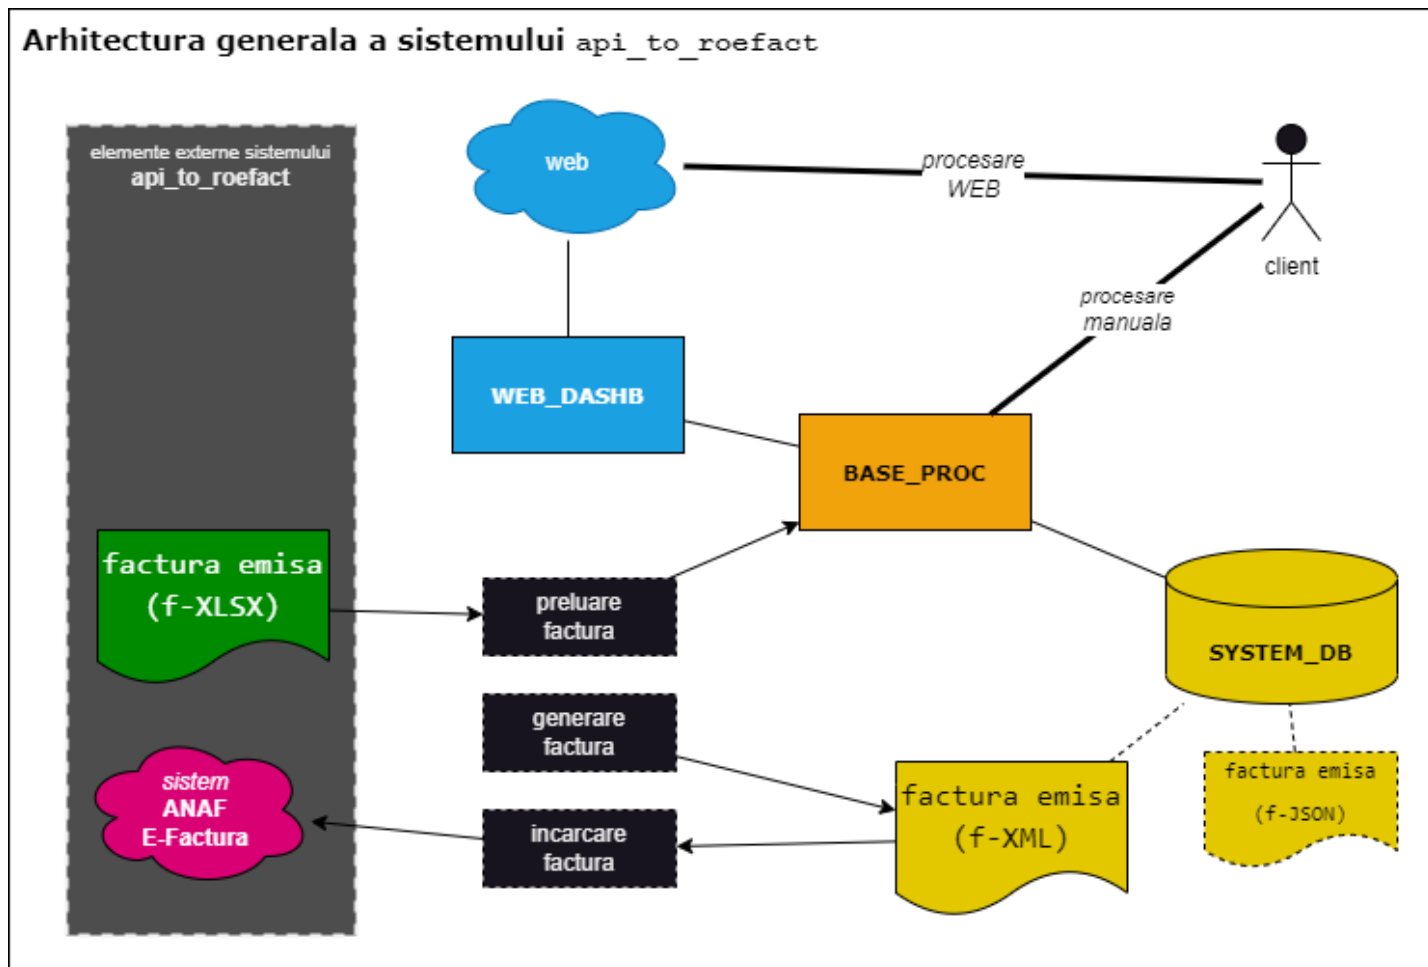 Arhitectura generala a sistemului api_to_roefact
elemente externe sistemului
api_to_roefact
web
procesare
WEB
client
procesare
manuala
WEB_DASHB
BASE_PROC
factura emisa
(f-XLSX)
preluare
factura
SYSTEM_DB
generare
factura
sistem
ANAF
E-Factura
incarcare
factura
factura emisa
(f-XML)
factura emisa
(f-JSON)